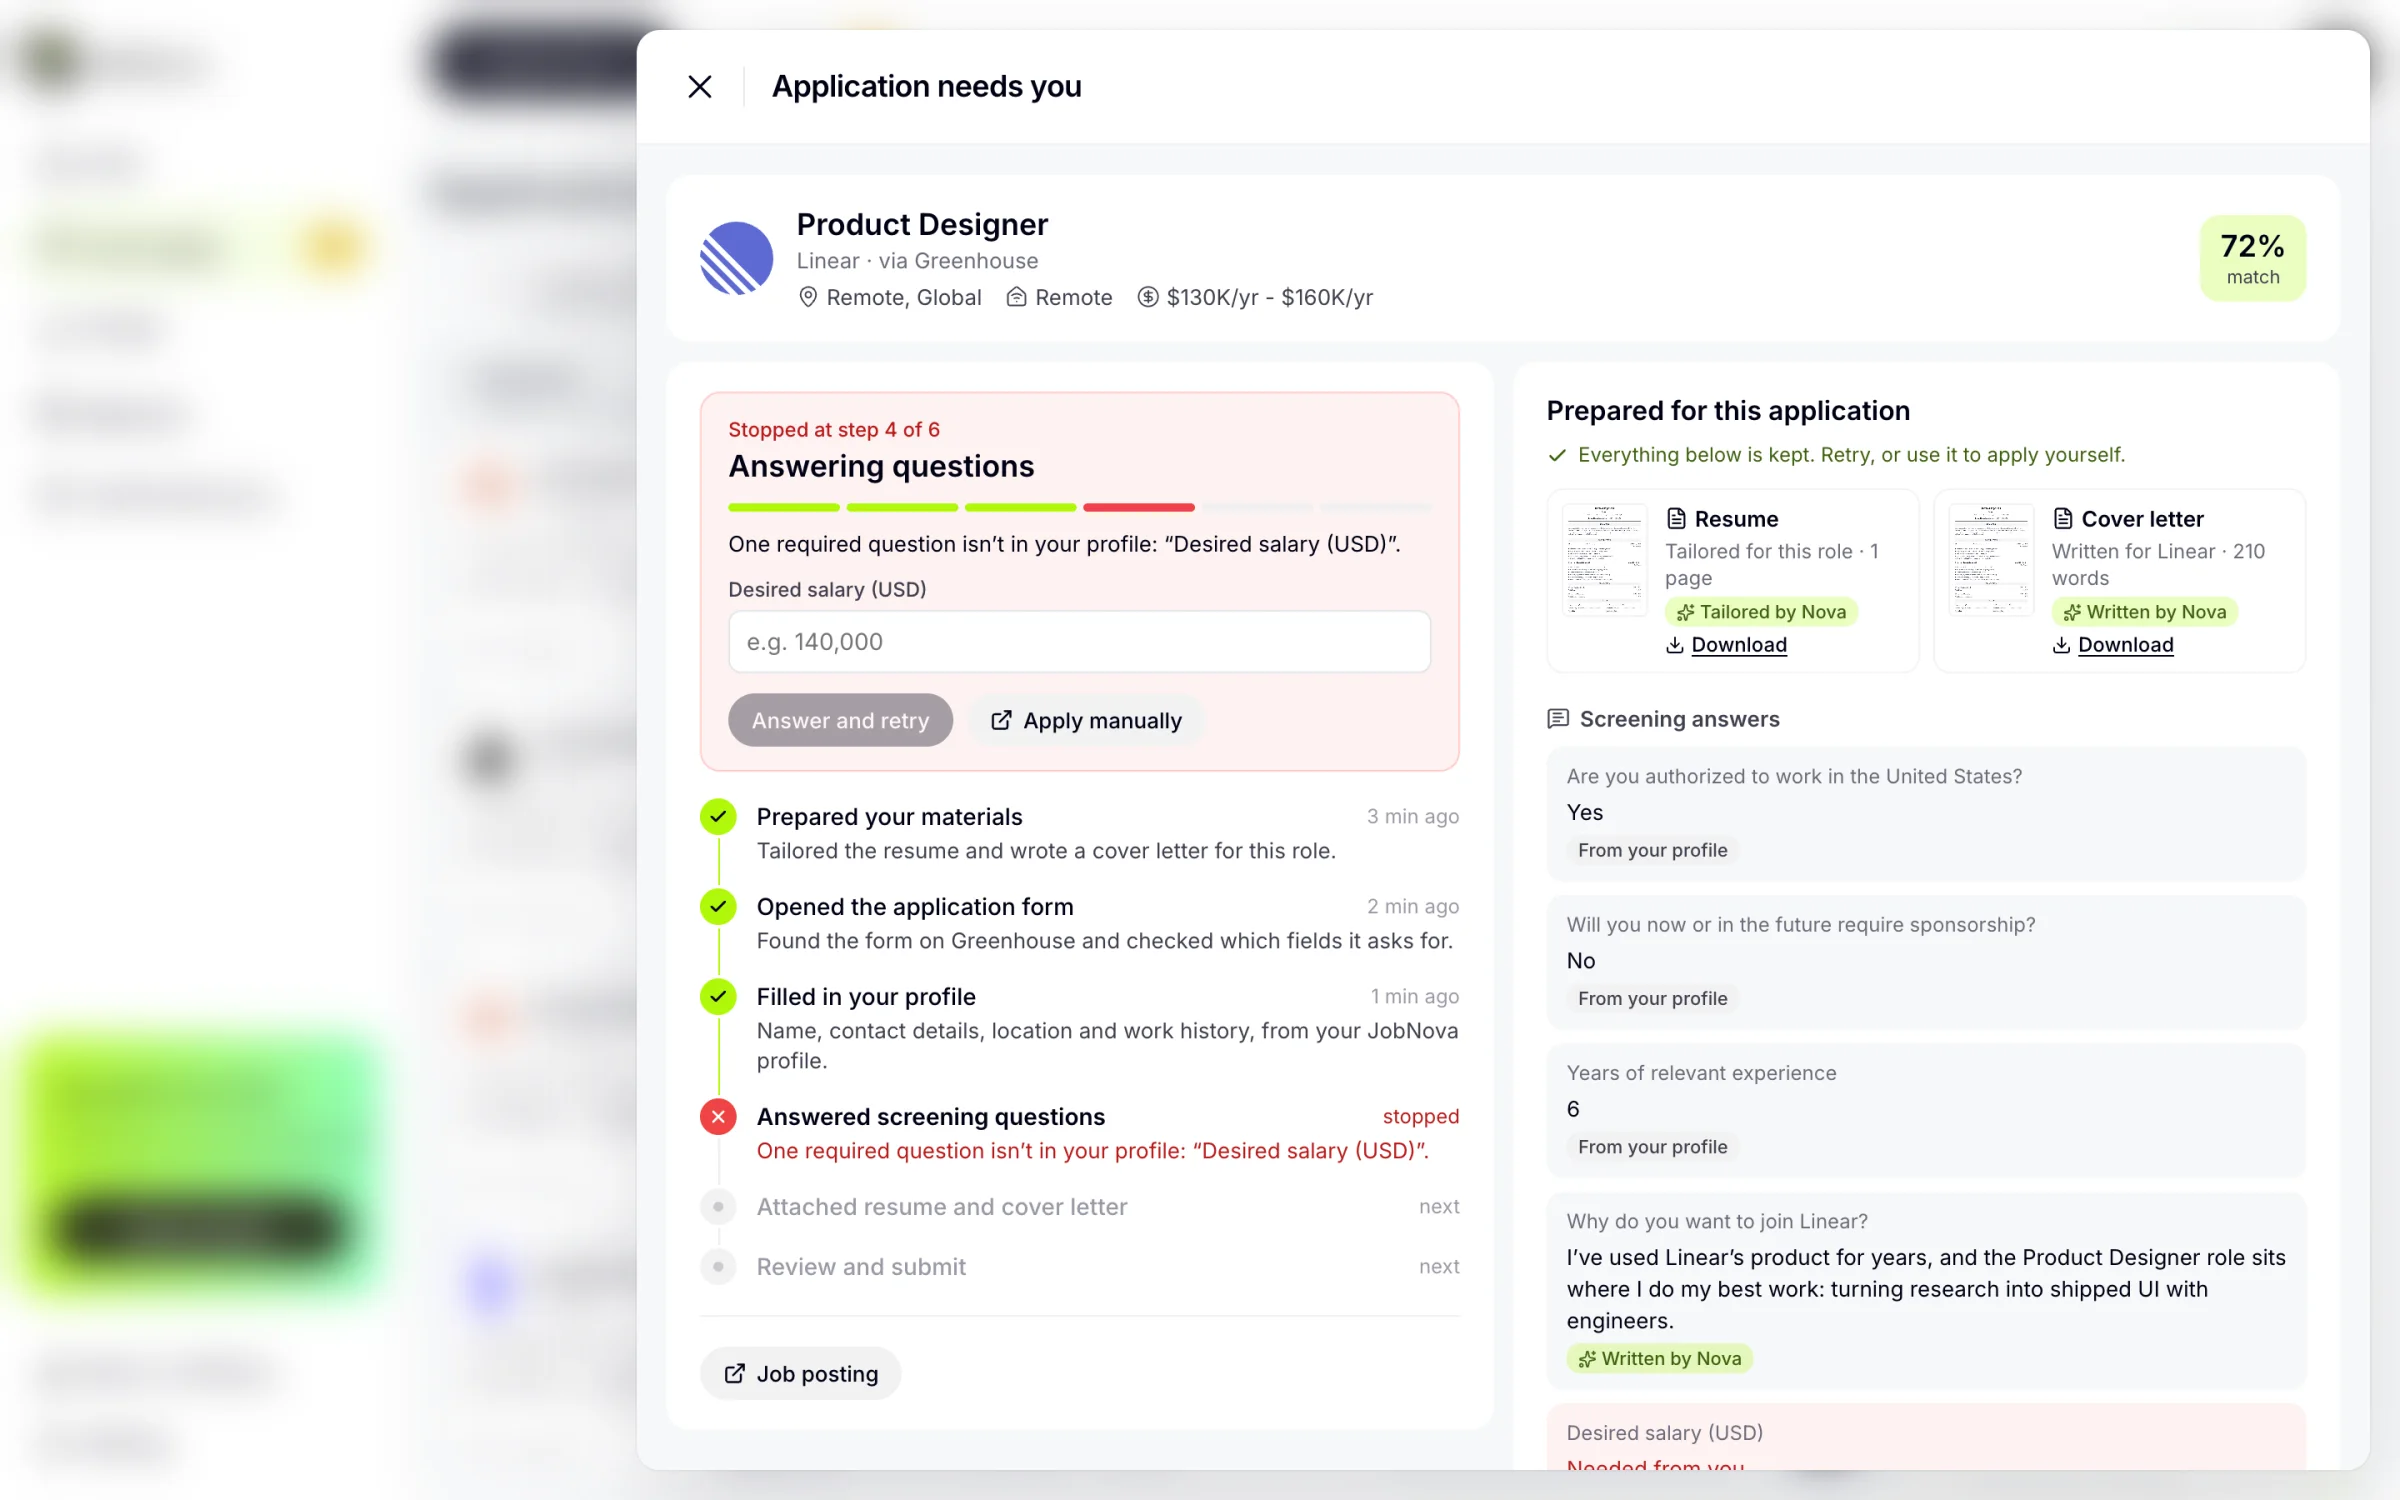 Application needs you
Product Designer
Linear · via Greenhouse
Remote, Global
Remote
$130K/yr - $160K/yr
72%
match
Stopped at step 4 of 6
Answering questions
One required question isn’t in your profile: “Desired salary (USD)”.
Desired salary (USD)
e.g. 140,000
Answer and retry
Apply manually
Prepared your materials
3 min ago
Tailored the resume and wrote a cover letter for this role.
Opened the application form
2 min ago
Found the form on Greenhouse and checked which fields it asks for.
Filled in your profile
1 min ago
Name, contact details, location and work history, from your JobNova
profile.
Answered screening questions
stopped
One required question isn’t in your profile: “Desired salary (USD)”.
Attached resume and cover letter
next
Review and submit
next
Job posting
Prepared for this application
Everything below is kept. Retry, or use it to apply yourself.
Resume
Tailored for this role · 1
page
Tailored by Nova
Download
Cover letter
Written for Linear · 210
words
Written by Nova
Download
Screening answers
Are you authorized to work in the United States?
Yes
From your profile
Will you now or in the future require sponsorship?
No
From your profile
Years of relevant experience
6
From your profile
Why do you want to join Linear?
I’ve used Linear’s product for years, and the Product Designer role sits
where I do my best work: turning research into shipped UI with
engineers.
Written by Nova
Desired salary (USD)
Needed from you